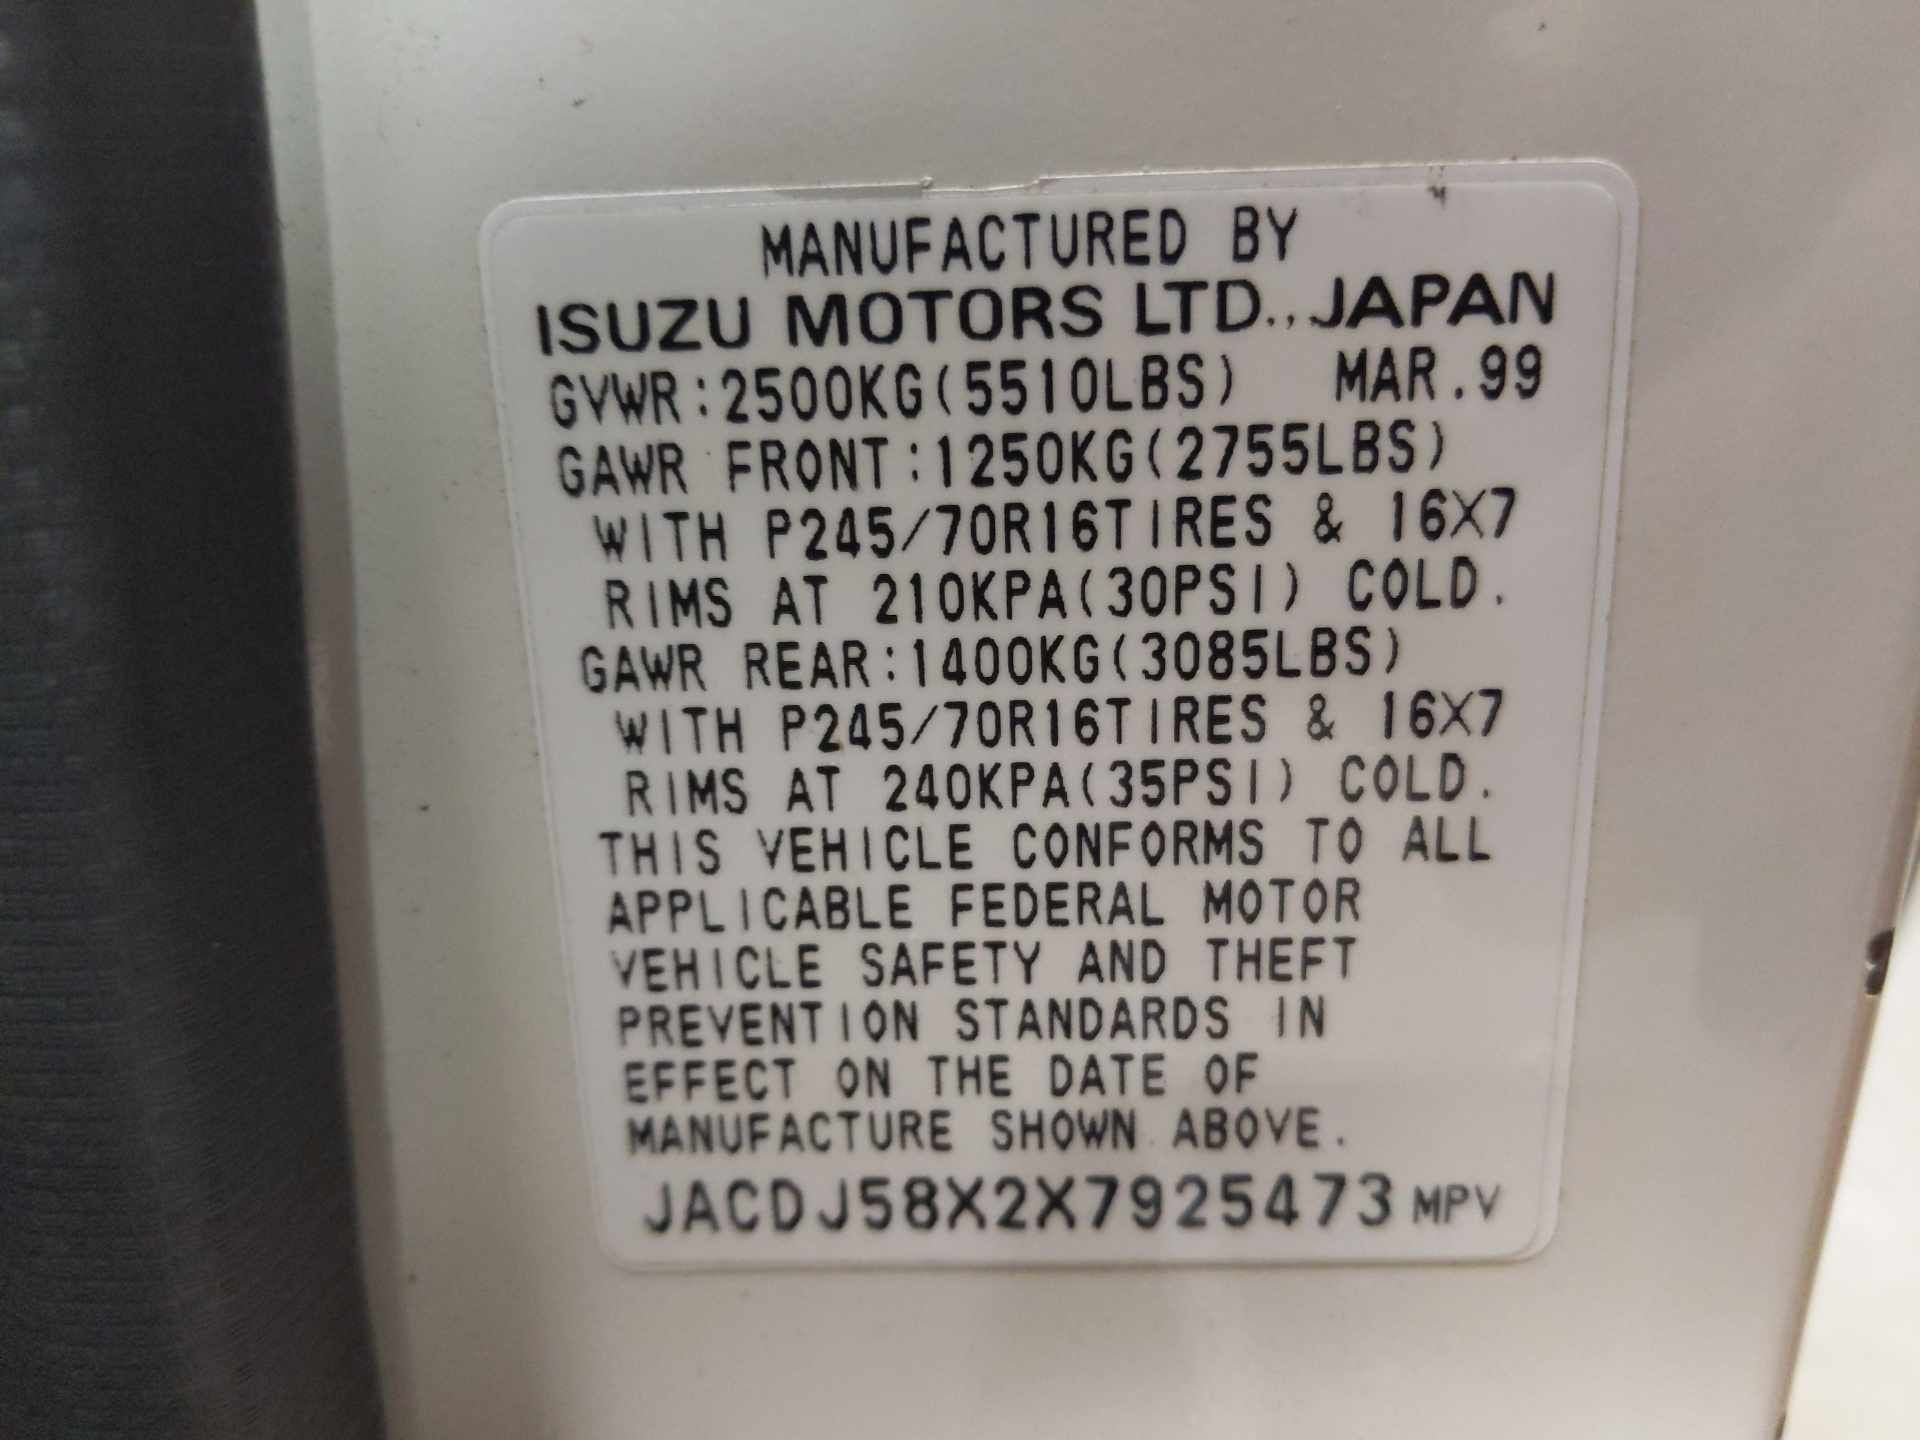 MANUFACTURED BY
ISUZU MOTORS LTD., JAPAN
GVWR:2500KG(5510LBS) MAR.99
GAWR FRONT:1250KG(2755LBS)
WITH P245/70R16TIRES & 16X7
RIMS AT 210KPA(30PSI) COLD.
GAWR REAR:1400KG(3085LBS)
WITH P245/70R16TIRES & 16X7
RIMS AT 240KPA(35PSI) COLD.
THIS VEHICLE CONFORMS TO ALL
APPLICABLE FEDERAL MOTOR
VEHICLE SAFETY AND THEFT
PREVENTION STANDARDS IN
EFFECT ON THE DATE OF
MANUFACTURE SHOWN ABOVE.
JACDJ58X2X7925473 MPV